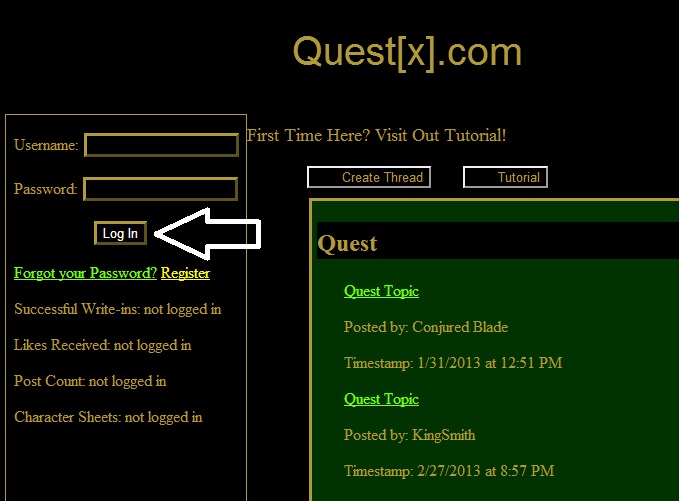 Quest[x].com
First Time Here? Visit Out Tutorial!
Username:
Password:
Log In
Forgot your Password? Register
Successful Write-ins: not logged in
Likes Received: not logged in
Post Count: not logged in
Character Sheets: not logged in
Create Thread
Tutorial
Quest
Quest Topic
Posted by: Conjured Blade
Timestamp: 1/31/2013 at 12:51 PM
Quest Topic
Posted by: KingSmith
Timestamp: 2/27/2013 at 8:57 PM